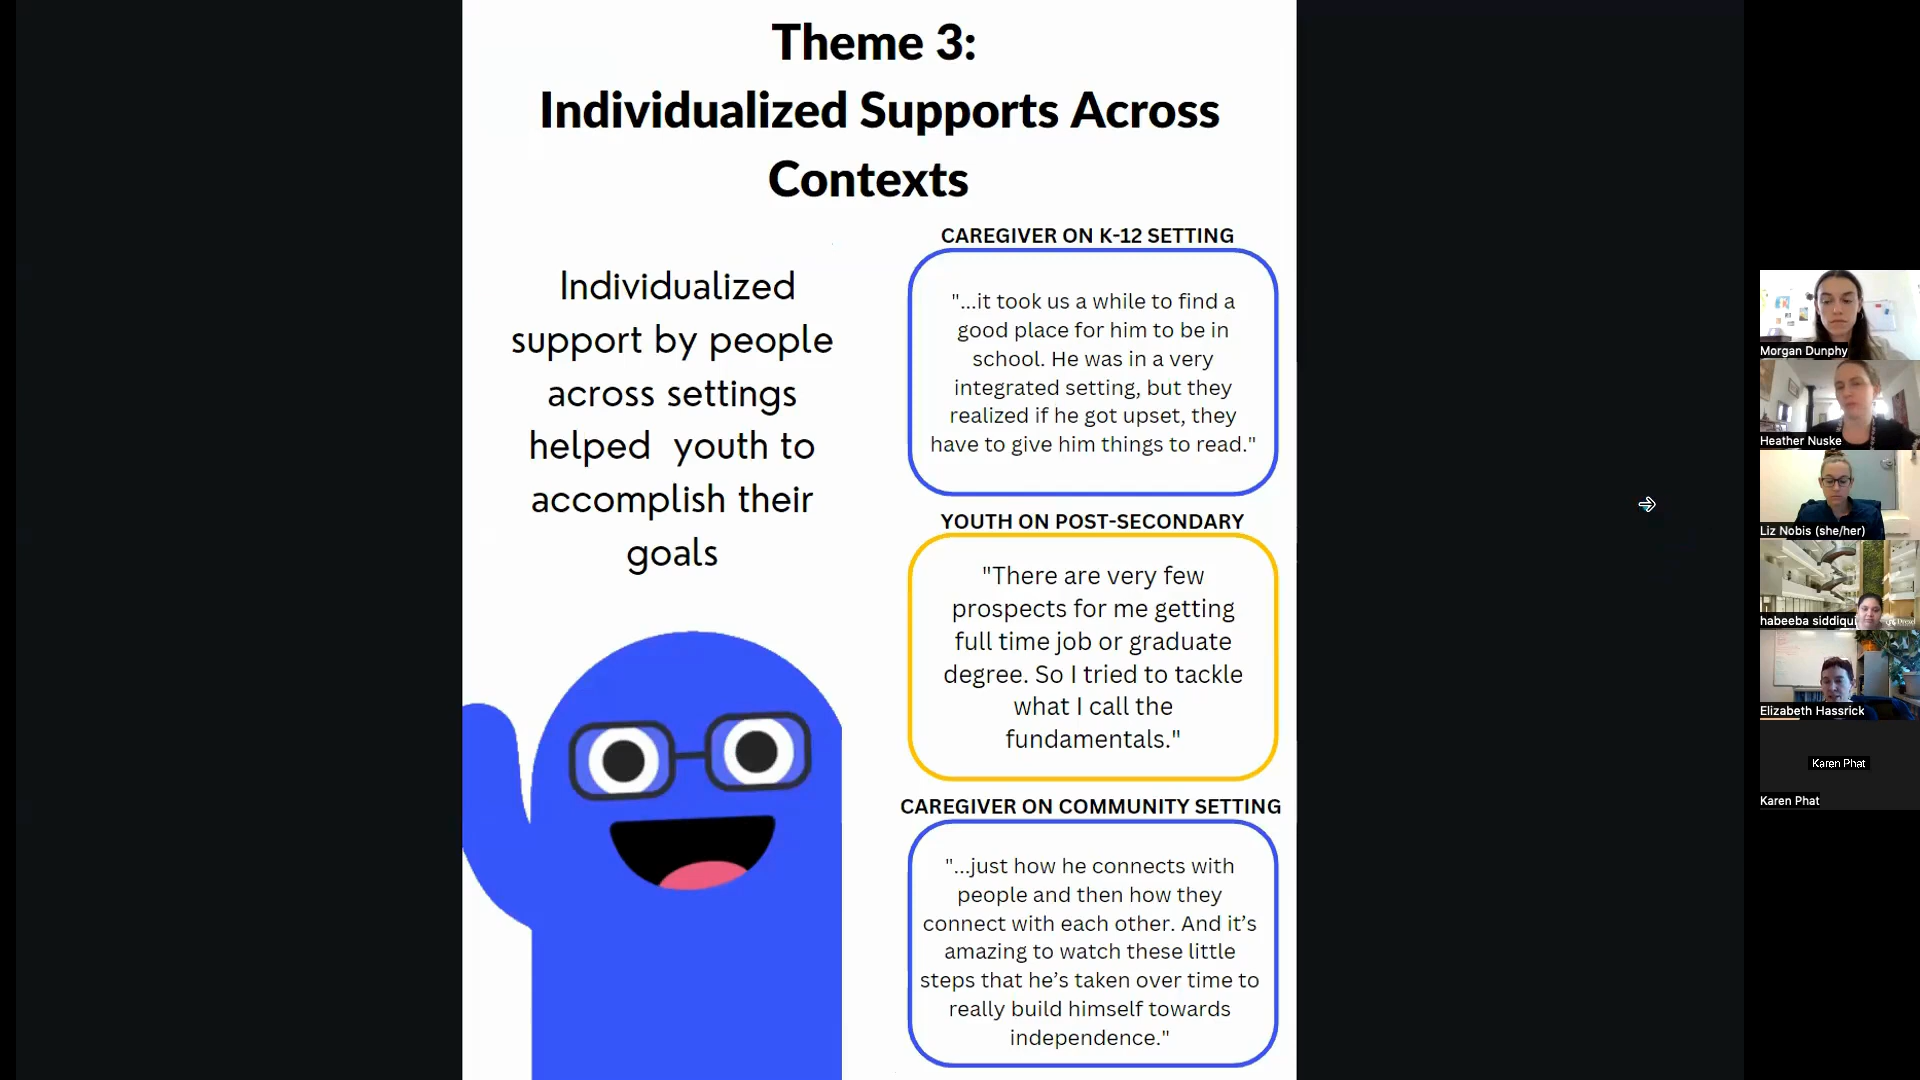 Theme 3:
Individualized Supports Across
Contexts
Individualized
support by people
across settings
helped youth to
accomplish their
goals
CAREGIVER ON K-12 SETTING
"...it took us a while to find a
good place for him to be in
school. He was in a very
integrated setting, but they
realized if he got upset, they
have to give him things to read."
YOUTH ON POST-SECONDARY
"There are very few
prospects for me getting
full time job or graduate
degree. So I tried to tackle
what I call the
fundamentals."
CAREGIVER ON COMMUNITY SETTING
"...just how he connects with
people and then how they
connect with each other. And it’s
amazing to watch these little
steps that he’s taken over time to
really build himself towards
independence."
Morgan Dunphy
Heather Nuske
Liz Nobis (she/her)
habeeba siddiqui
Elizabeth Hassrick
Karen Phat
Karen Phat